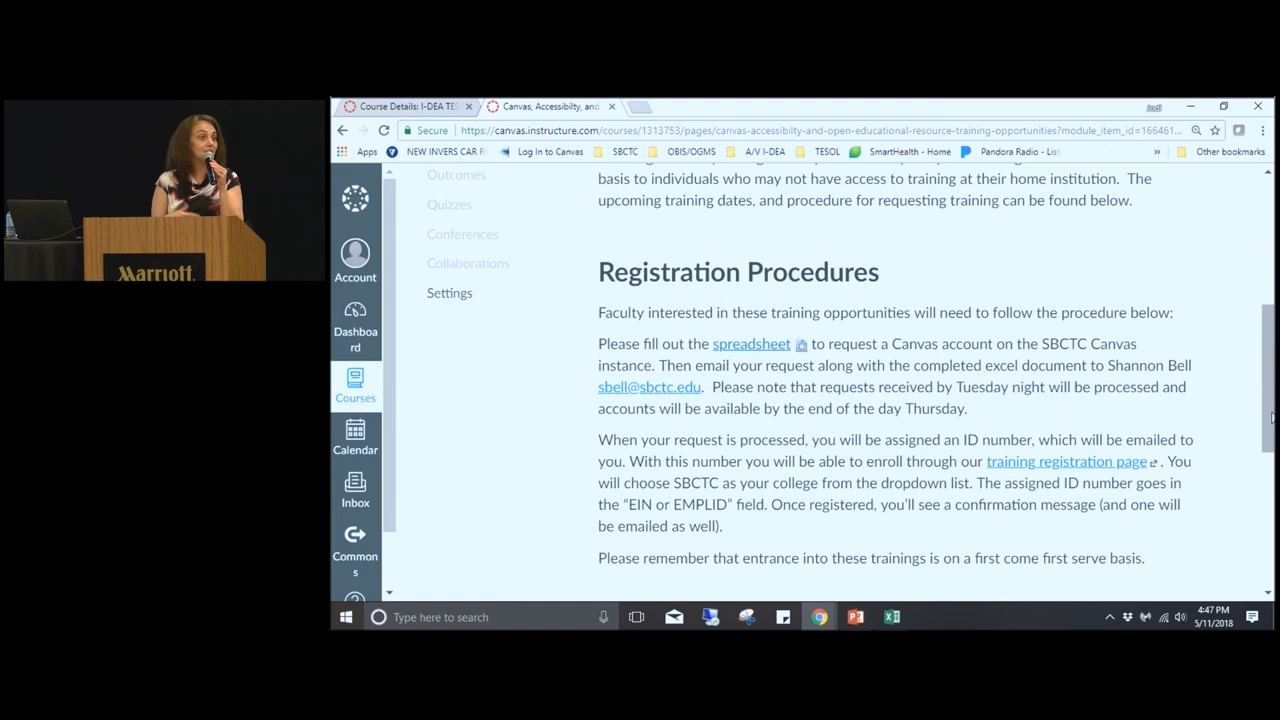 Marriott
Course Details: I-DEA TES
Canvas, Accessibilty, and
Jodi
Secure
https://canvas.instructure.com/courses/1313753/pages/canvas-accessibilty-and-open-educational-resource-training-opportunities?module_item_id=166461...
Apps
NEW INVERS CAR R
Log In to Canvas
SBCTC
OBIS/OGMS
A/V I-DEA
TESOL
SmartHealth - Home
Pandora Radio - List
»
Other bookmarks
Account
Dashboa
rd
Courses
Calendar
Inbox
Common
s
Outcomes
Quizzes
Conferences
Collaborations
Settings
basis to individuals who may not have access to training at their home institution. The
upcoming training dates, and procedure for requesting training can be found below.
Registration Procedures
Faculty interested in these training opportunities will need to follow the procedure below:
Please fill out the spreadsheet to request a Canvas account on the SBCTC Canvas
instance. Then email your request along with the completed excel document to Shannon Bell
sbell@sbctc.edu. Please note that requests received by Tuesday night will be processed and
accounts will be available by the end of the day Thursday.
When your request is processed, you will be assigned an ID number, which will be emailed to
you. With this number you will be able to enroll through our training registration page. You
will choose SBCTC as your college from the dropdown list. The assigned ID number goes in
the “EIN or EMPLID” field. Once registered, you'll see a confirmation message (and one will
be emailed as well).
Please remember that entrance into these trainings is on a first come first serve basis.
Type here to search
4:47 PM
5/11/2018